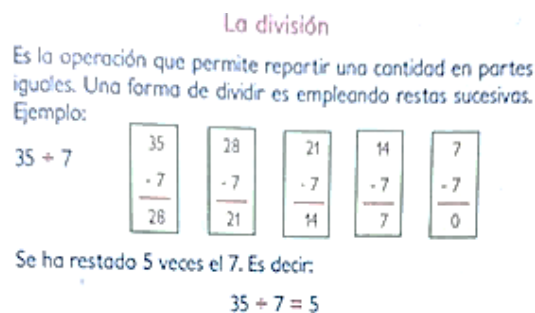 La división
Es la operación que permite repartir una cantidad en partes
iguales. Una forma de dividir es empleando restas sucesivas.
Ejemplo:
35 ÷ 7
35 28 21 14 7
- 7 - 7 - 7 - 7 - 7
28 21 14 7 0
Se ha restado 5 veces el 7. Es decir:
35 ÷ 7 = 5